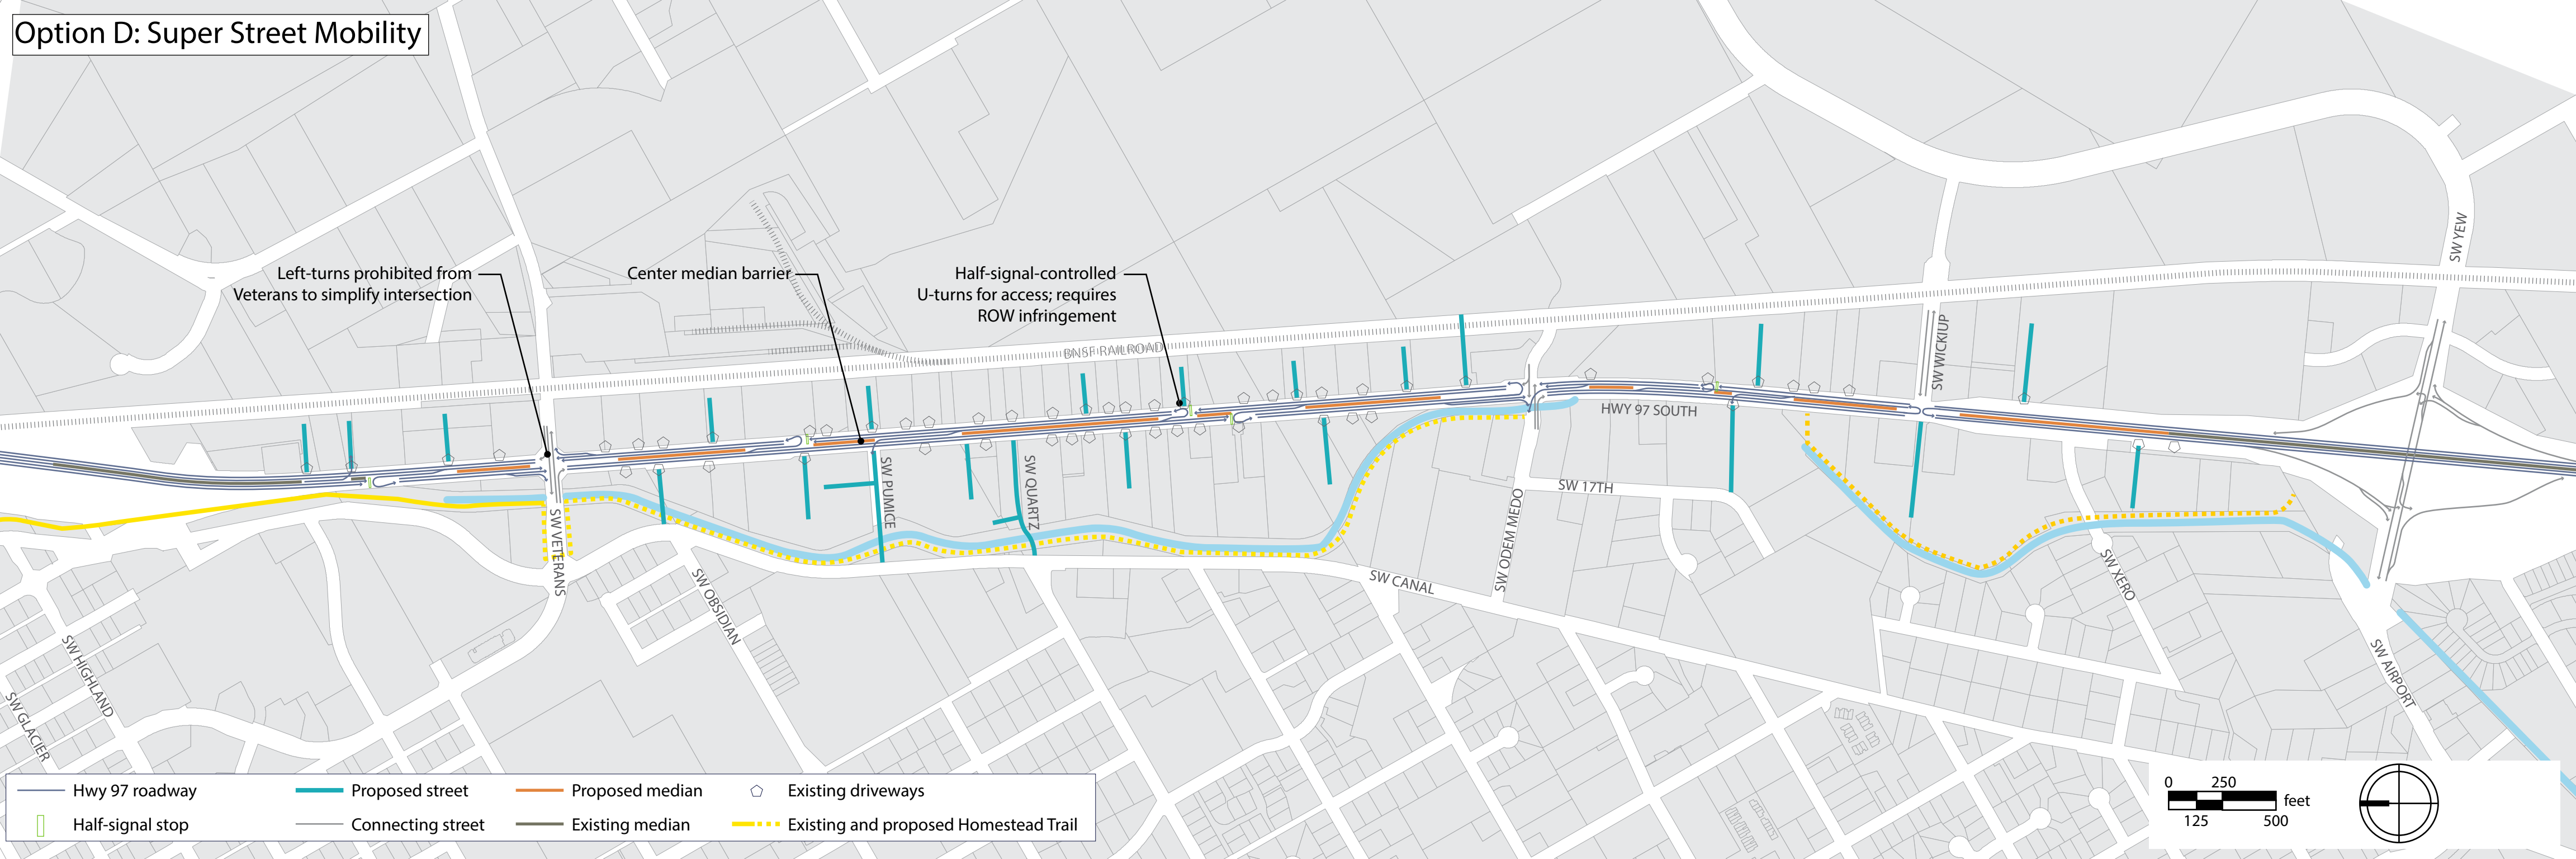 Option D: Super Street Mobility
Left-turns prohibited from
Veterans to simplify intersection
Center median barrier
Half-signal-controlled
U-turns for access; requires
ROW infringement
BNSF RAILROAD
SW YEW
SW WICKIUP
HWY 97 SOUTH
SW PUMICE
SW QUARTZ
SW 17TH
SW ODEM MEDO
SW VETERANS
SW OBSIDIAN
SW CANAL
SW XERO
SW AIRPORT
SW HIGHLAND
SW GLACIER
Hwy 97 roadway
Proposed street
Proposed median
Existing driveways
Half-signal stop
Connecting street
Existing median
Existing and proposed Homestead Trail
0 250
feet
125 500